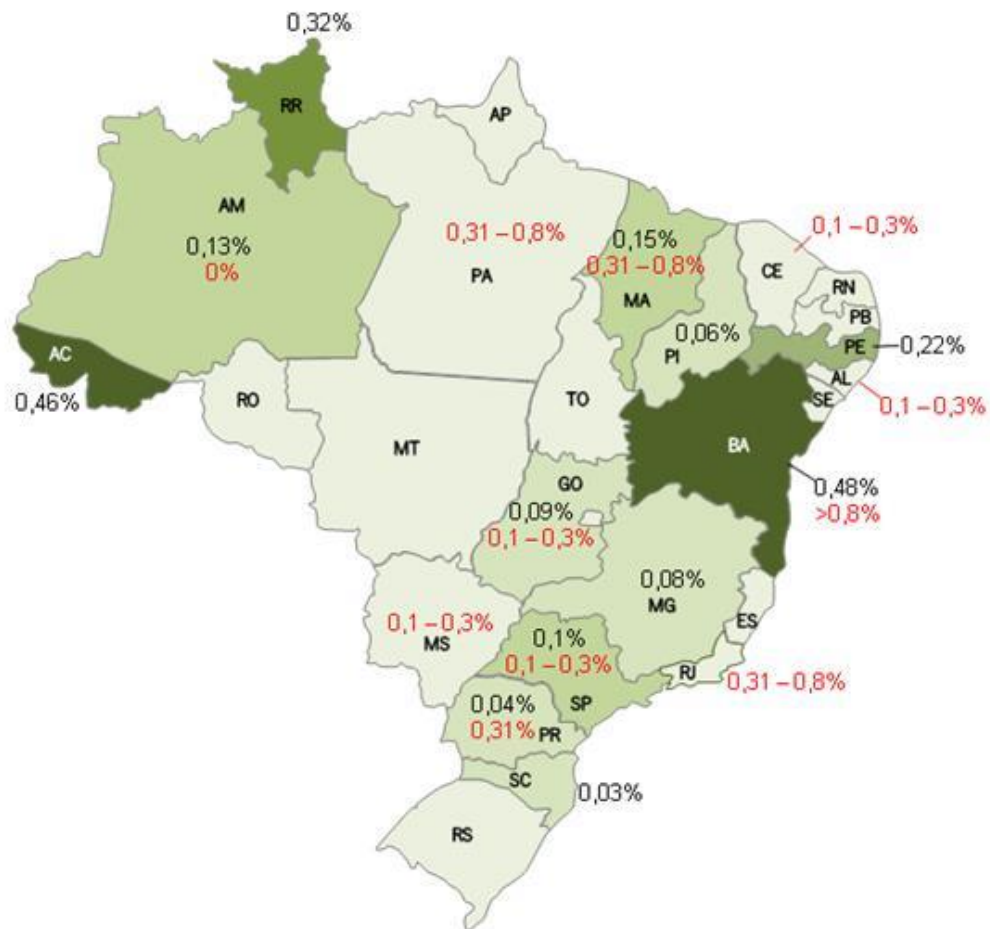 0,32%
RR
AP
AM
0,13%
0%
0,31 – 0,8%
PA
0,15%
0,31 – 0,8%
MA
0,1 – 0,3%
CE
RN
PB
PE
0,22%
PI
0,06%
AL
0,1 – 0,3%
SE
AC
0,46%
RO
TO
MT
BA
0,48%
>0,8%
GO
0,09%
0,1 – 0,3%
0,08%
MG
ES
0,1 – 0,3%
MS
0,1%
0,1 – 0,3%
SP
RJ
0,31 – 0,8%
0,04%
0,31%
PR
SC
0,03%
RS